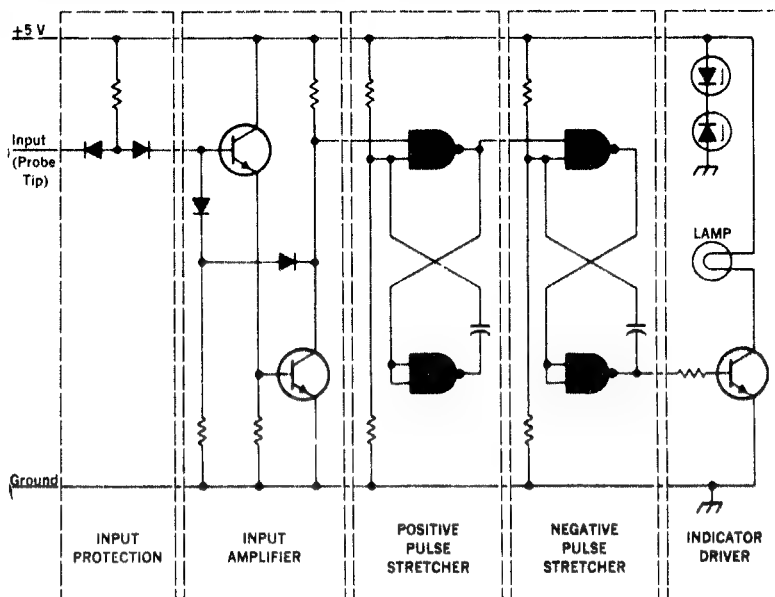 +5 V
Input
(Probe
Tip)
LAMP
Ground
INPUT
PROTECTION
INPUT
AMPLIFIER
POSITIVE
PULSE
STRETCHER
NEGATIVE
PULSE
STRETCHER
INDICATOR
DRIVER